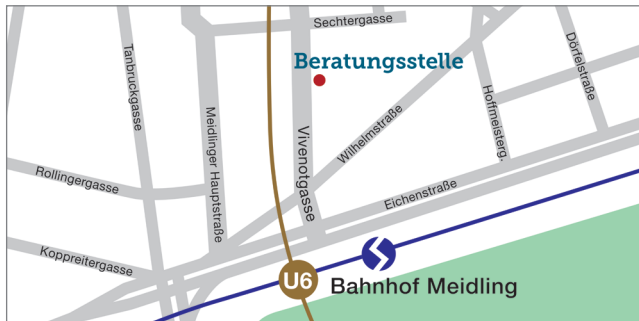 Sechtergasse
Tanbruckgasse
Dörfelstraße
Beratungsstelle
Meidlinger Hauptstraße
Vivenotgasse
Wilhelmstraße
Hoffmeisterg.
Rollingergasse
Eichenstraße
Koppreitergasse
U6
Bahnhof Meidling